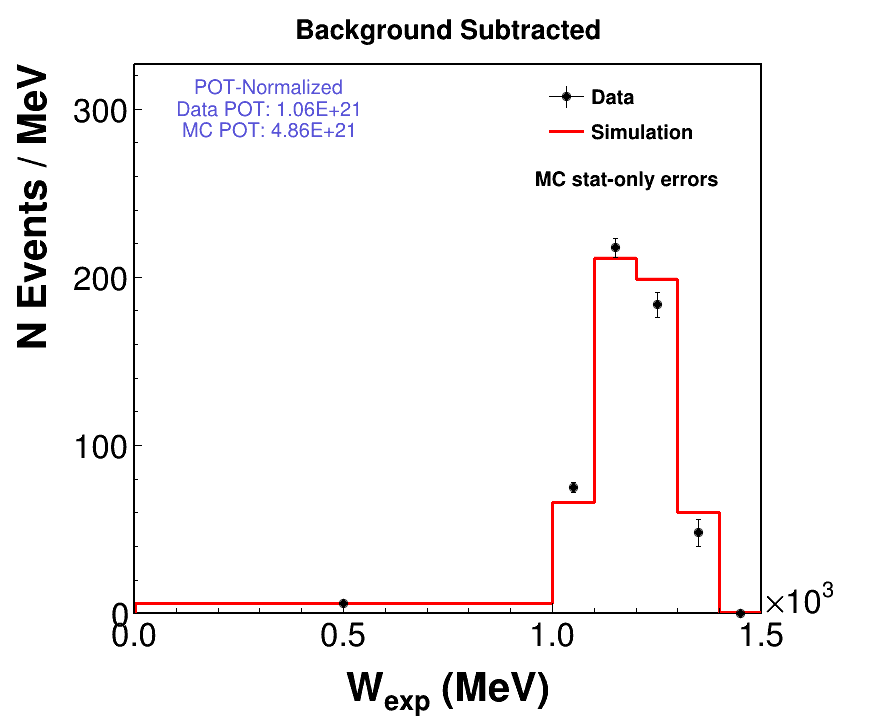 Background Subtracted
POT-Normalized
Data POT: 1.06E+21
MC POT: 4.86E+21
Data
Simulation
MC stat-only errors
N Events / MeV
300
200
100
0
0.0 0.5 1.0 1.5
×10³
W_exp (MeV)